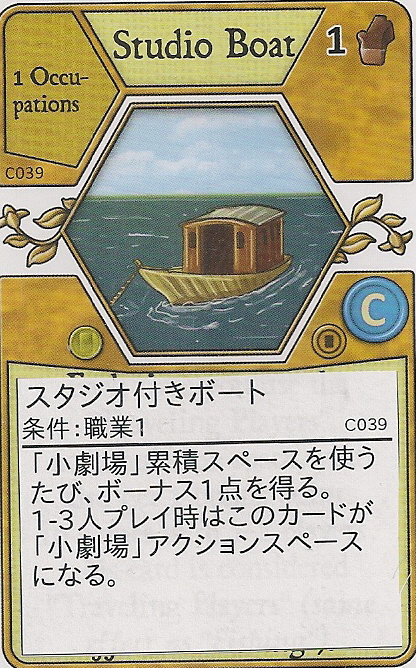 Studio Boat
1
1 Occu-
pations
C039
C
スタジオ付きボート
条件:職業1
C039
「小劇場」累積スペースを使う
たび、ボーナス1点を得る。
1-3人プレイ時はこのカードが
「小劇場」アクションスペース
になる。